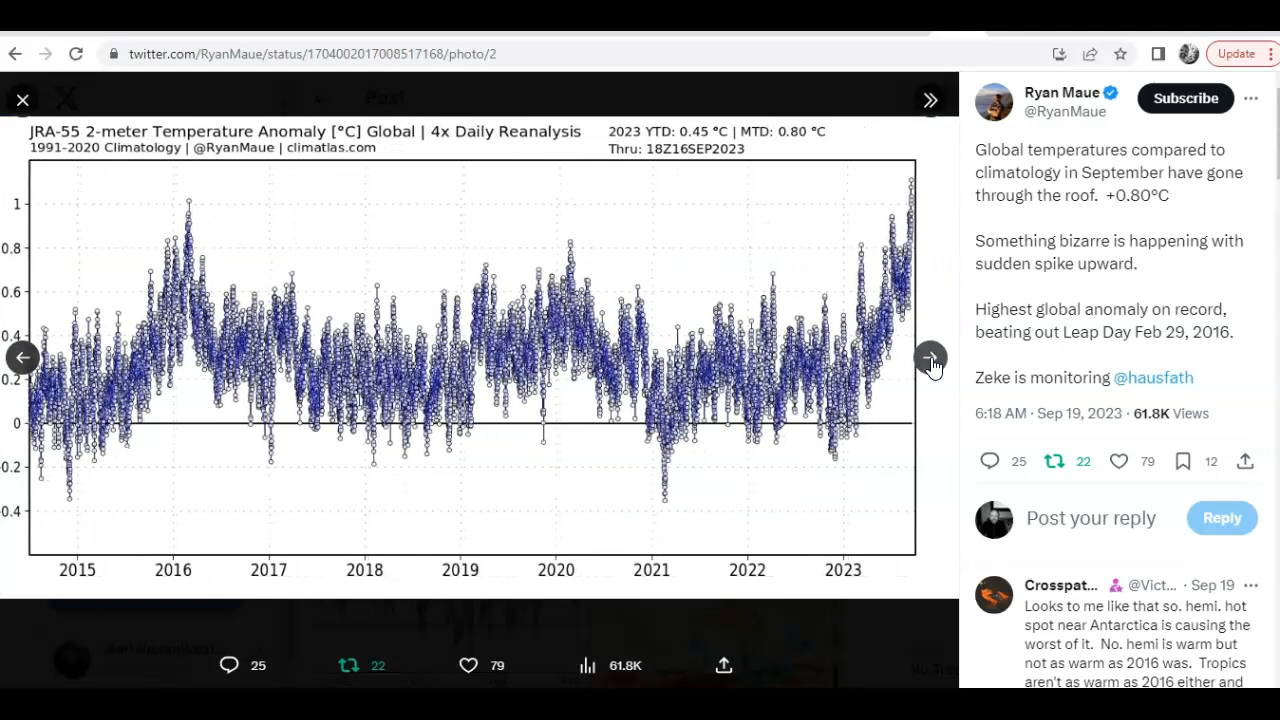 twitter.com/RyanMaue/status/1704002017008517168/photo/2
Update
JRA-55 2-meter Temperature Anomaly [°C] Global | 4x Daily Reanalysis
2023 YTD: 0.45 °C | MTD: 0.80 °C
1991-2020 Climatology | @RyanMaue | climatlas.com
Thru: 18Z16SEP2023
1
0.8
0.6
0.4
0.2
0
-0.2
-0.4
2015 2016 2017 2018 2019 2020 2021 2022 2023
25 22 79 61.8K
Ryan Maue
@RyanMaue
Subscribe
Global temperatures compared to
climatology in September have gone
through the roof. +0.80°C
Something bizarre is happening with
sudden spike upward.
Highest global anomaly on record,
beating out Leap Day Feb 29, 2016.
Zeke is monitoring @hausfath
6:18 AM · Sep 19, 2023 · 61.8K Views
25 22 79 12
Post your reply
Reply
Crosspat... @Vict... · Sep 19
Looks to me like that so. hemi. hot
spot near Antarctica is causing the
worst of it. No. hemi is warm but
not as warm as 2016 was. Tropics
aren't as warm as 2016 either and